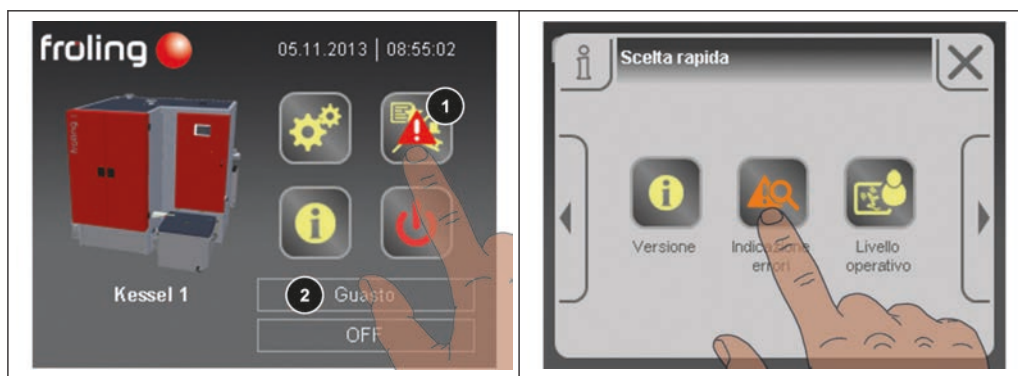 fröling
05.11.2013 | 08:55:02
1
Kessel 1
2 Guasto
OFF
Scelta rapida
Versione
Indicazione
errori
Livello
operativo